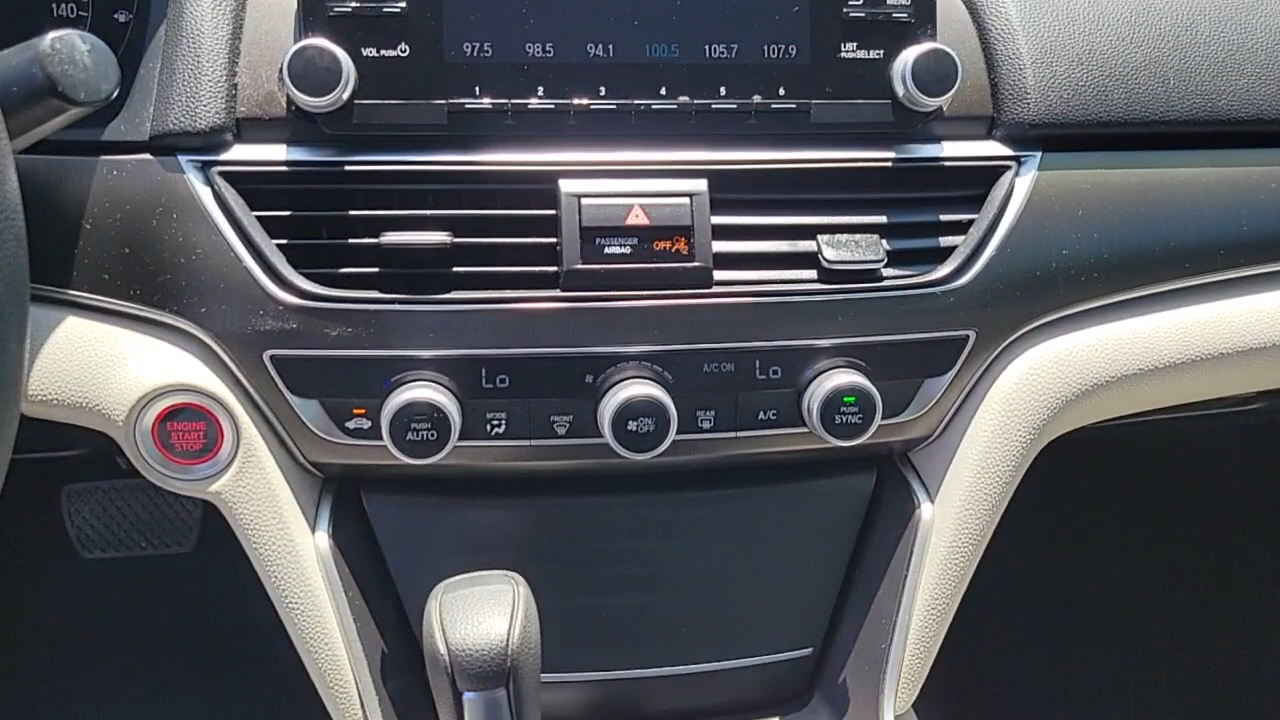 140
MENU
VOL PUSH
97.5 98.5 94.1 100.5 105.7 107.9
LIST
PUSH SELECT
1 2 3 4 5 6
PASSENGER
AIRBAG
OFF
2
Lo
A/C ON
Lo
PUSH
AUTO
MODE
FRONT
ON/
OFF
REAR
A/C
PUSH
SYNC
ENGINE
START
STOP